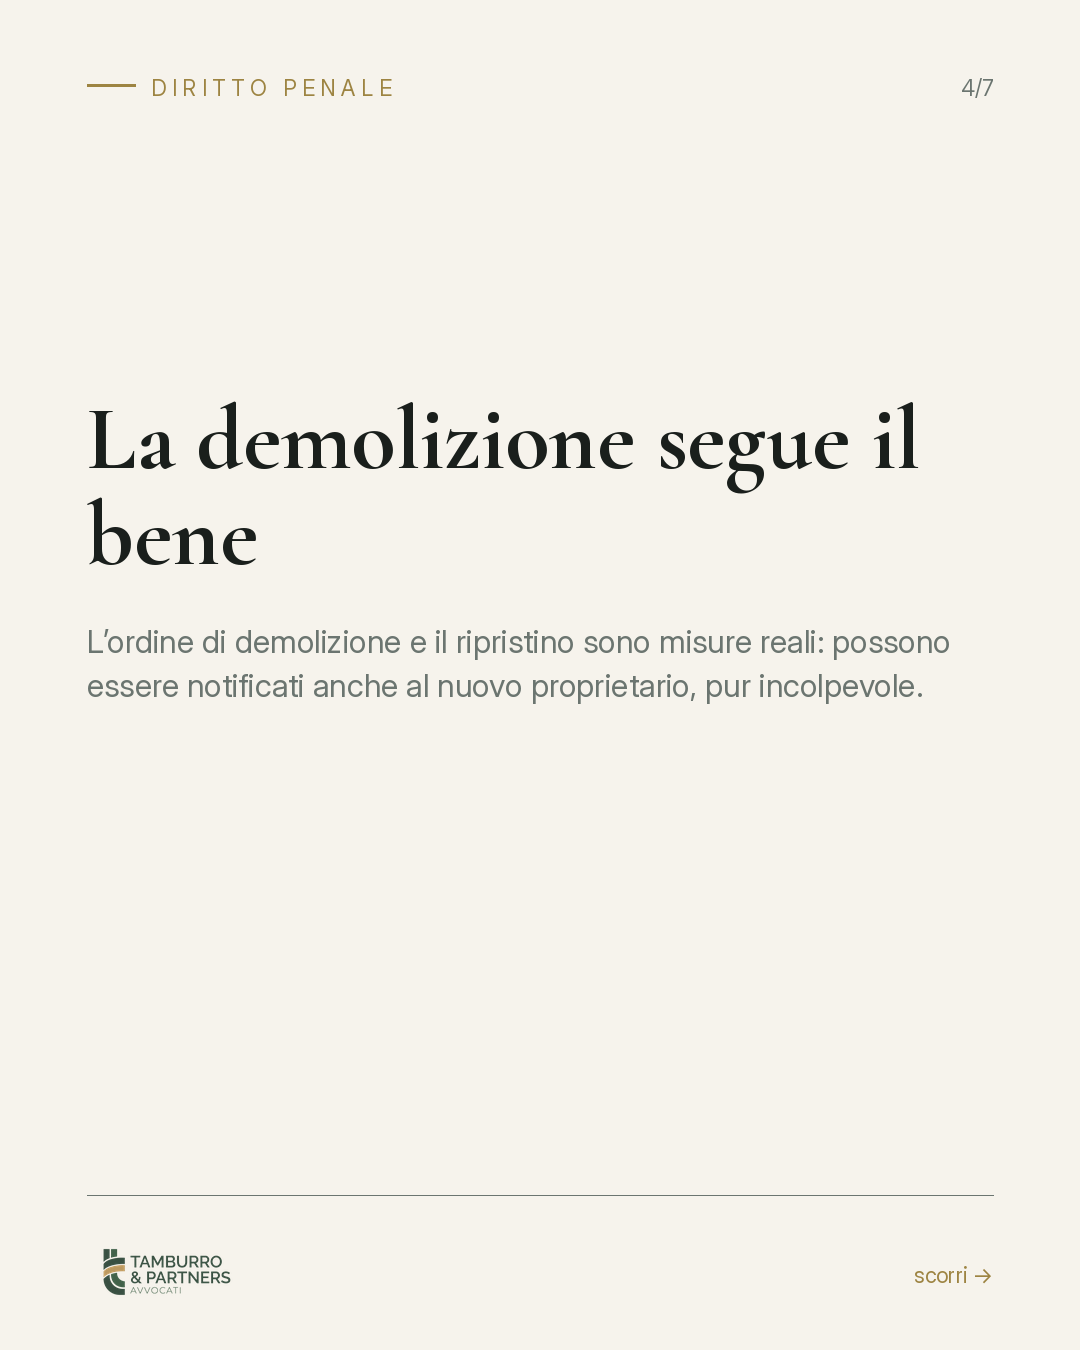 DIRITTO PENALE
4/7
La demolizione segue il
bene
L’ordine di demolizione e il ripristino sono misure reali: possono
essere notificati anche al nuovo proprietario, pur incolpevole.
TAMBURRO
& PARTNERS
AVVOCATI
scorri →